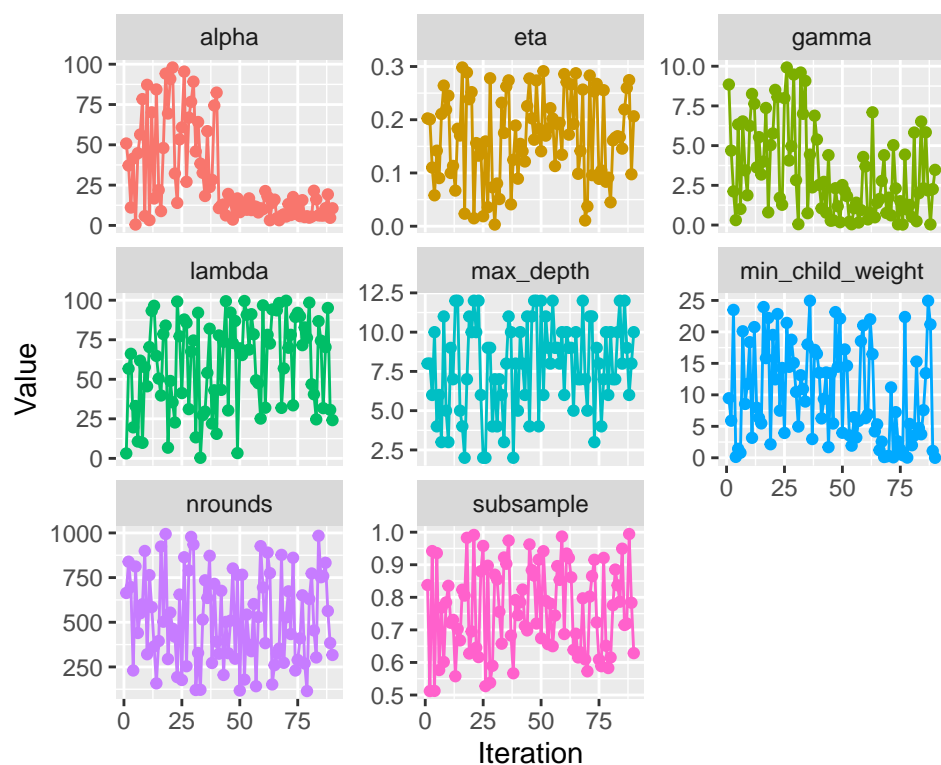 alpha eta gamma
100 0.3 10.0
75 7.5
0.2
50 5.0
25 0.1 2.5
0 0.0 0.0
lambda max_depth min_child_weight
100 12.5 25
75 10.0 20
50 7.5 15
10
25 5.0 5
0 2.5 0
nrounds subsample 0 25 50 75
1000 1.0
0.9
750 0.8
500 0.7
250 0.6
0.5
0 25 50 75 0 25 50 75
Iteration
Value